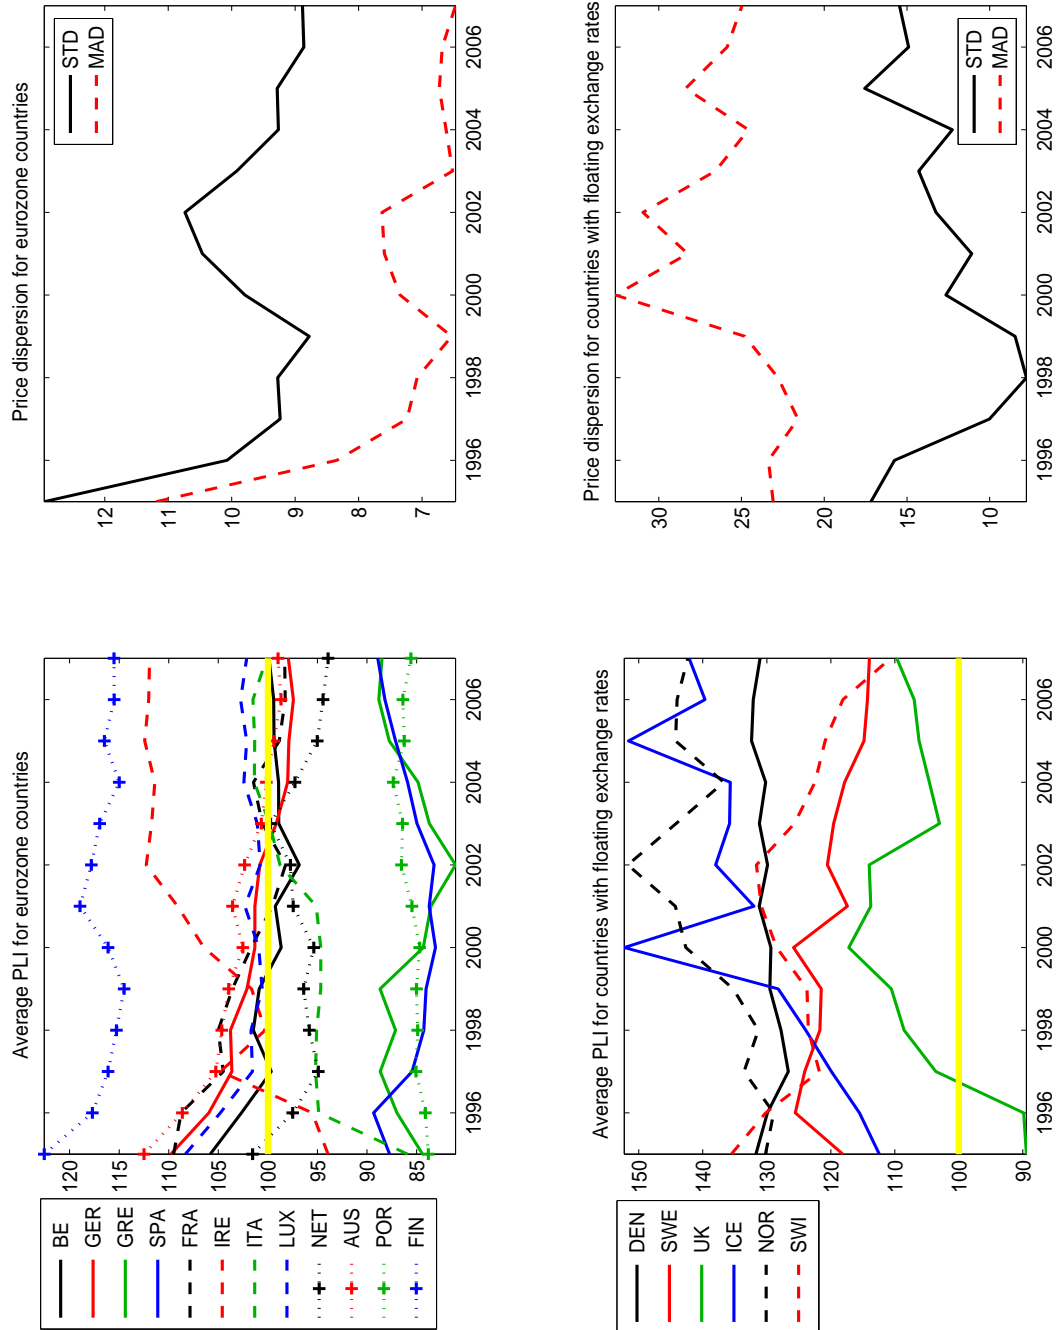 Average PLI for eurozone countries
125
120
115
110
105
100
95
90
85
1996
1998
2000
2002
2004
2006
BE
GER
GRE
SPA
FRA
IRE
ITA
LUX
NET
AUS
POR
FIN
Price dispersion for eurozone countries
12
11
10
9
8
7
1996
1998
2000
2002
2004
2006
STD
MAD
Average PLI for countries with floating exchange rates
150
140
130
120
110
100
90
1996
1998
2000
2002
2004
2006
DEN
SWE
UK
ICE
NOR
SWI
Price dispersion for countries with floating exchange rates
30
25
20
15
10
1996
1998
2000
2002
2004
2006
STD
MAD